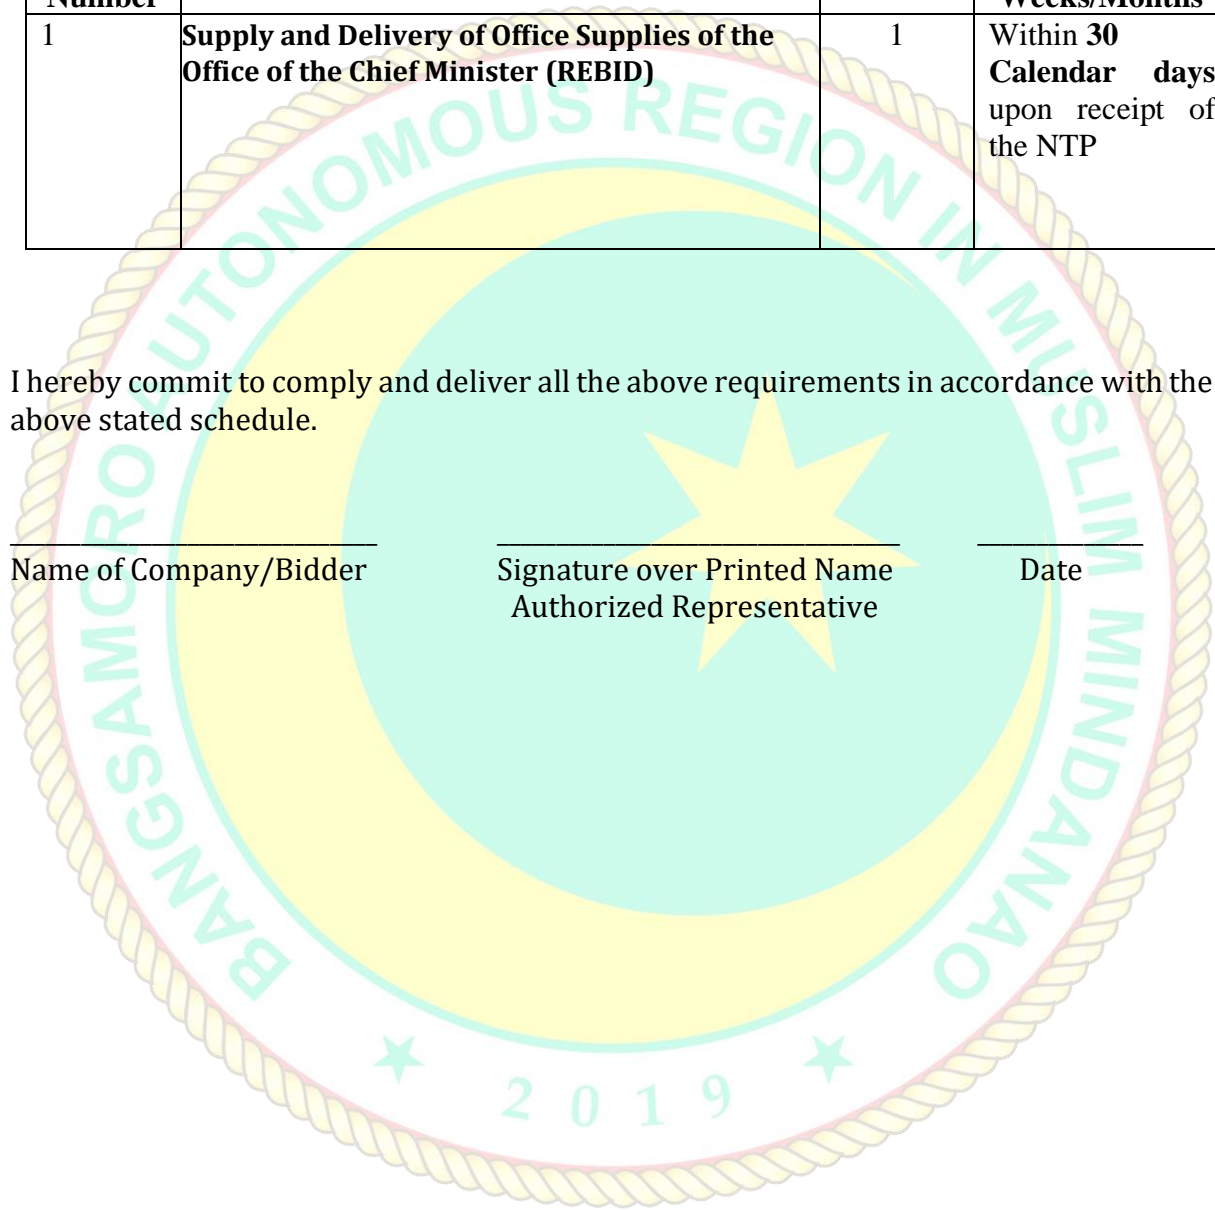 Number Weeks/Months
1 Supply and Delivery of Office Supplies of the 1 Within 30
Office of the Chief Minister (REBID) Calendar days
upon receipt of
the NTP
I hereby commit to comply and deliver all the above requirements in accordance with the
above stated schedule.
_______________________________ __________________________________ ______________
Name of Company/Bidder Signature over Printed Name Date
Authorized Representative
BANGSAMORO AUTONOMOUS REGION IN MUSLIM MINDANAO
2019